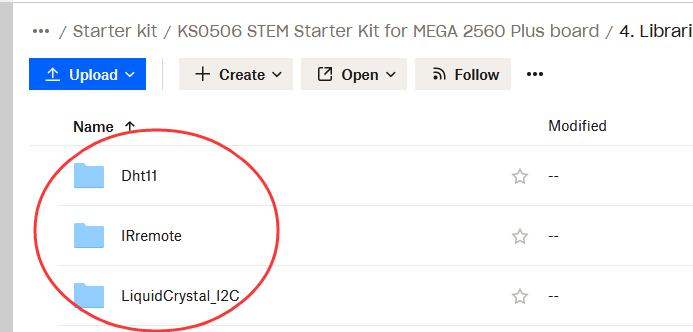 ••• / Starter kit / KS0506 STEM Starter Kit for MEGA 2560 Plus board / 4. Librari
Upload Create Open Follow •••
Name ↑ Modified
Dht11 --
IRremote --
LiquidCrystal_I2C --